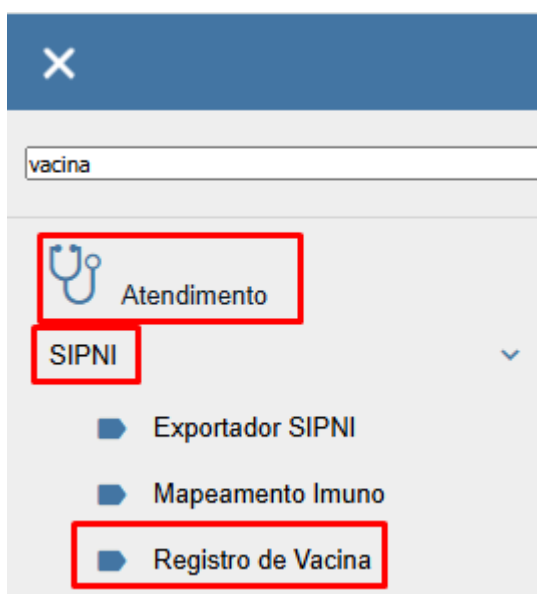 vacina
Atendimento
SIPNI
Exportador SIPNI
Mapeamento Imuno
Registro de Vacina